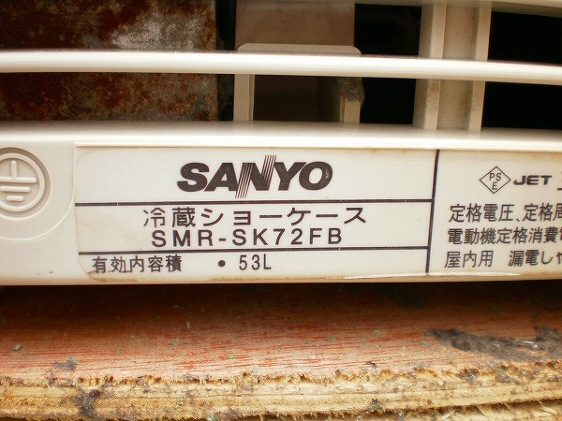 SANYO
冷蔵ショーケース
SMR-SK72FB
有効内容積 ・53L
PS
E JET
定格電圧、定格周
電動機定格消費電
屋内用 漏電しゃ